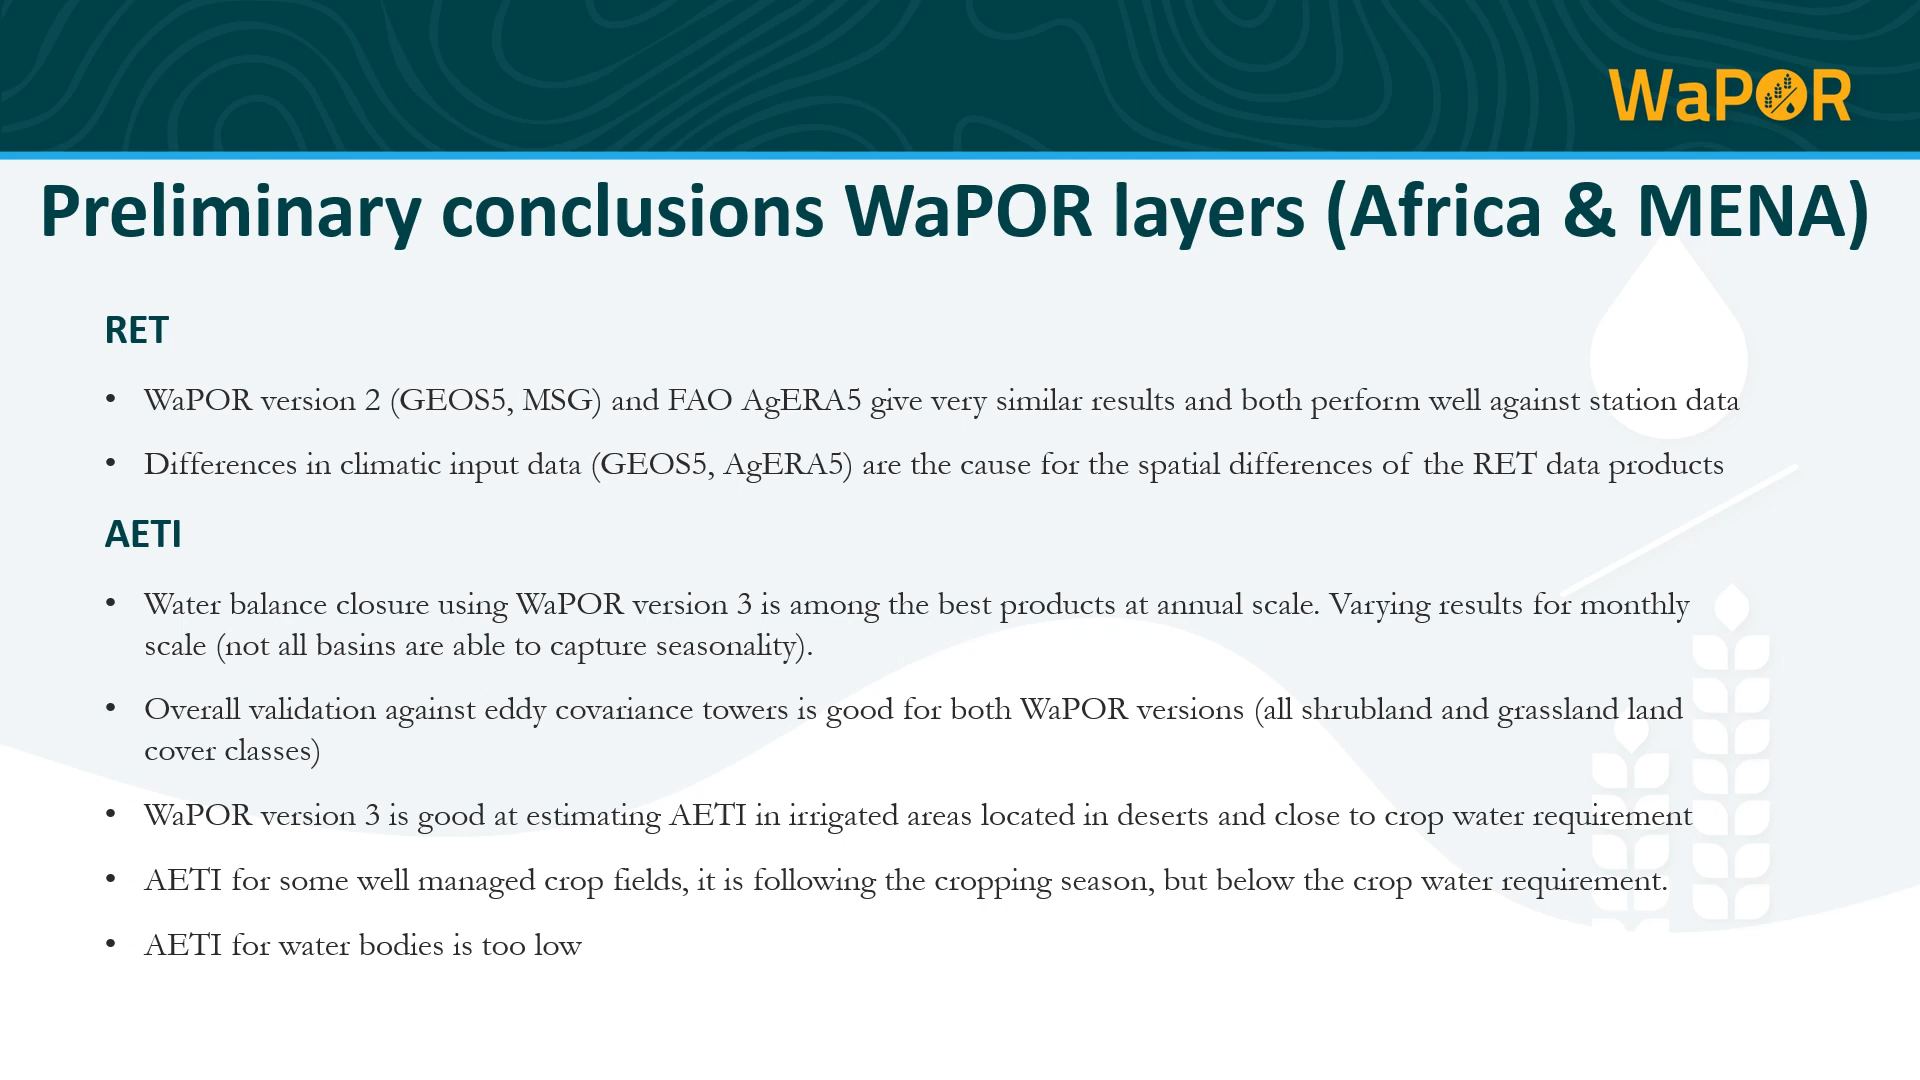 WaPOR
Preliminary conclusions WaPOR layers (Africa & MENA)
RET
• WaPOR version 2 (GEOS5, MSG) and FAO AgERA5 give very similar results and both perform well against station data
• Differences in climatic input data (GEOS5, AgERA5) are the cause for the spatial differences of the RET data products
AETI
• Water balance closure using WaPOR version 3 is among the best products at annual scale. Varying results for monthly
scale (not all basins are able to capture seasonality).
• Overall validation against eddy covariance towers is good for both WaPOR versions (all shrubland and grassland land
cover classes)
• WaPOR version 3 is good at estimating AETI in irrigated areas located in deserts and close to crop water requirement
• AETI for some well managed crop fields, it is following the cropping season, but below the crop water requirement.
• AETI for water bodies is too low